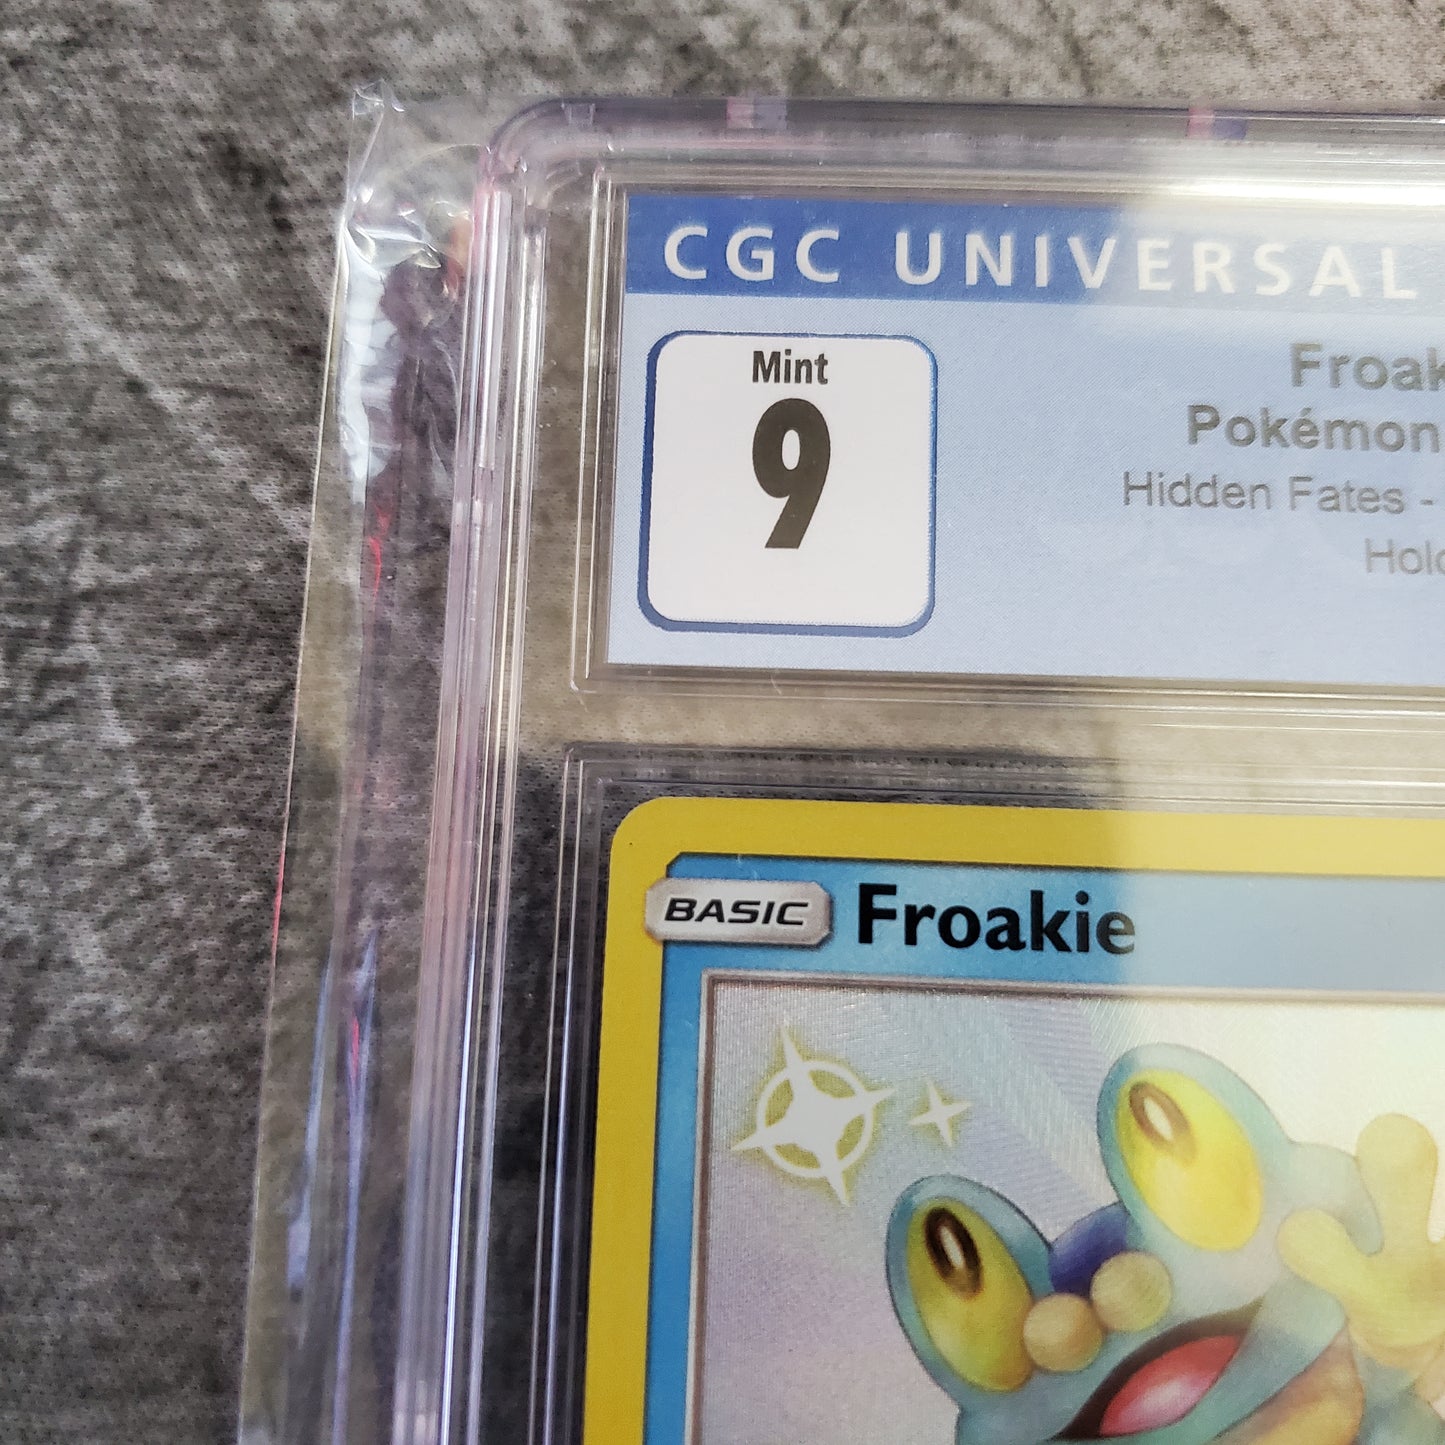 CGC UNIVERSAL
Mint
9
Froak
Pokémon
Hidden Fates -
Holo
BASIC Froakie